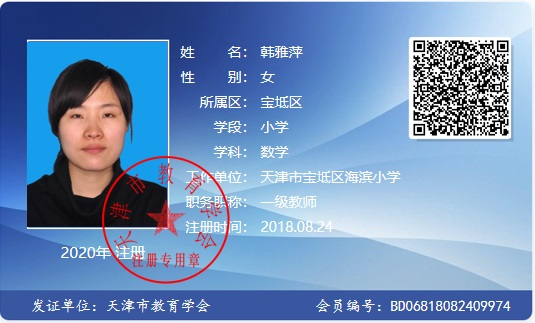 姓 名： 韩雅萍
性 别： 女
所属区： 宝坻区
学段： 小学
学科： 数学
工作单位： 天津市宝坻区海滨小学
职务职称： 一级教师
注册时间： 2018.08.24
天津市教育学会
注册专用章
2020年 注册
发证单位：天津市教育学会
会员编号：BD06818082409974